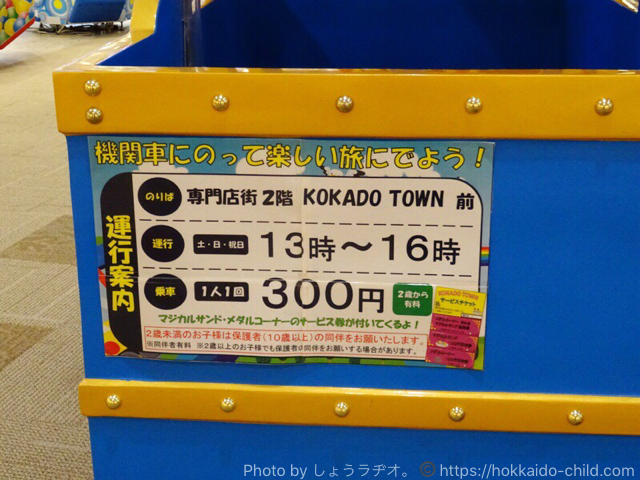 機関車にのって楽しい旅にでよう!
運行案内
のりば 専門店街2階 KOKADO TOWN 前
運行 土・日・祝日 13時～16時
乗車 1人1回 300円 2歳から有料
マジカルサンド・メダルコーナーのサービス券が付いてくるよ!
2歳未満のお子様は保護者(10歳以上)の同伴をお願いたします。
※同伴者有料 ※2歳以上のお子様でも保護者の同伴をお願いする場合があります。
KOKADO TOWN
サービスチケット
Photo by しょうラヂオ。 © https://hokkaido-child.com/